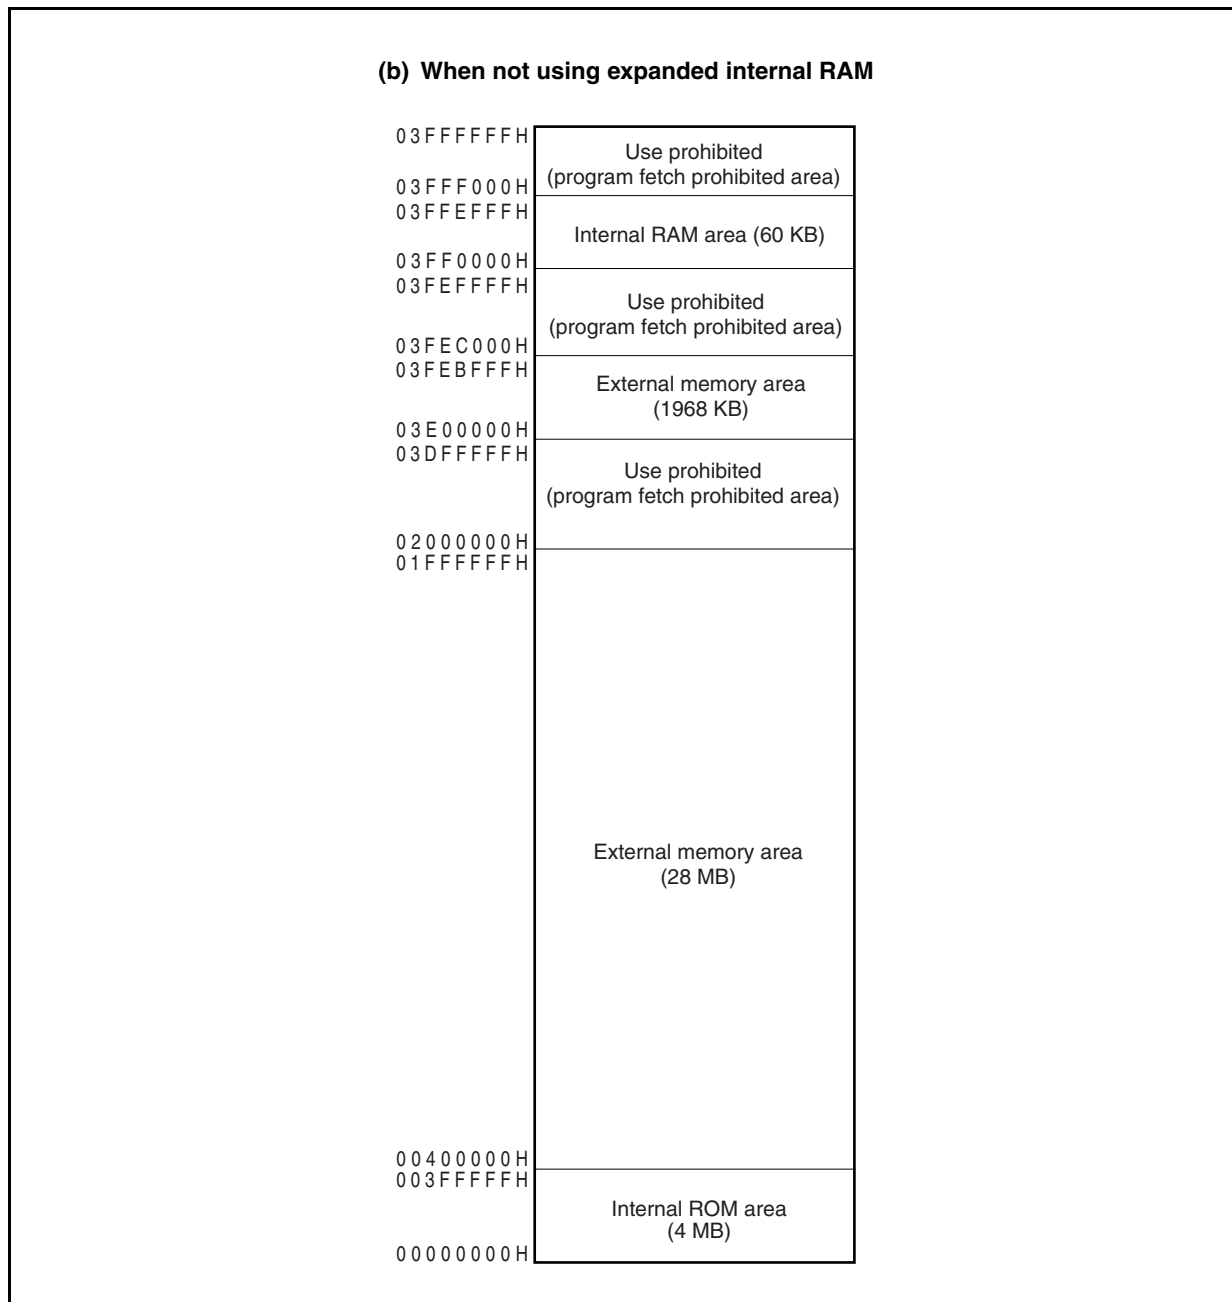 (b) When not using expanded internal RAM
03FFFFFFH
Use prohibited
(program fetch prohibited area)
03FFF000H
03FFEFFFH
Internal RAM area (60 KB)
03FF0000H
03FEFFFFH
Use prohibited
(program fetch prohibited area)
03FEC000H
03FEBFFFH
External memory area
(1968 KB)
03E00000H
03DFFFFFH
Use prohibited
(program fetch prohibited area)
02000000H
01FFFFFFH
External memory area
(28 MB)
00400000H
003FFFFFH
Internal ROM area
(4 MB)
00000000H